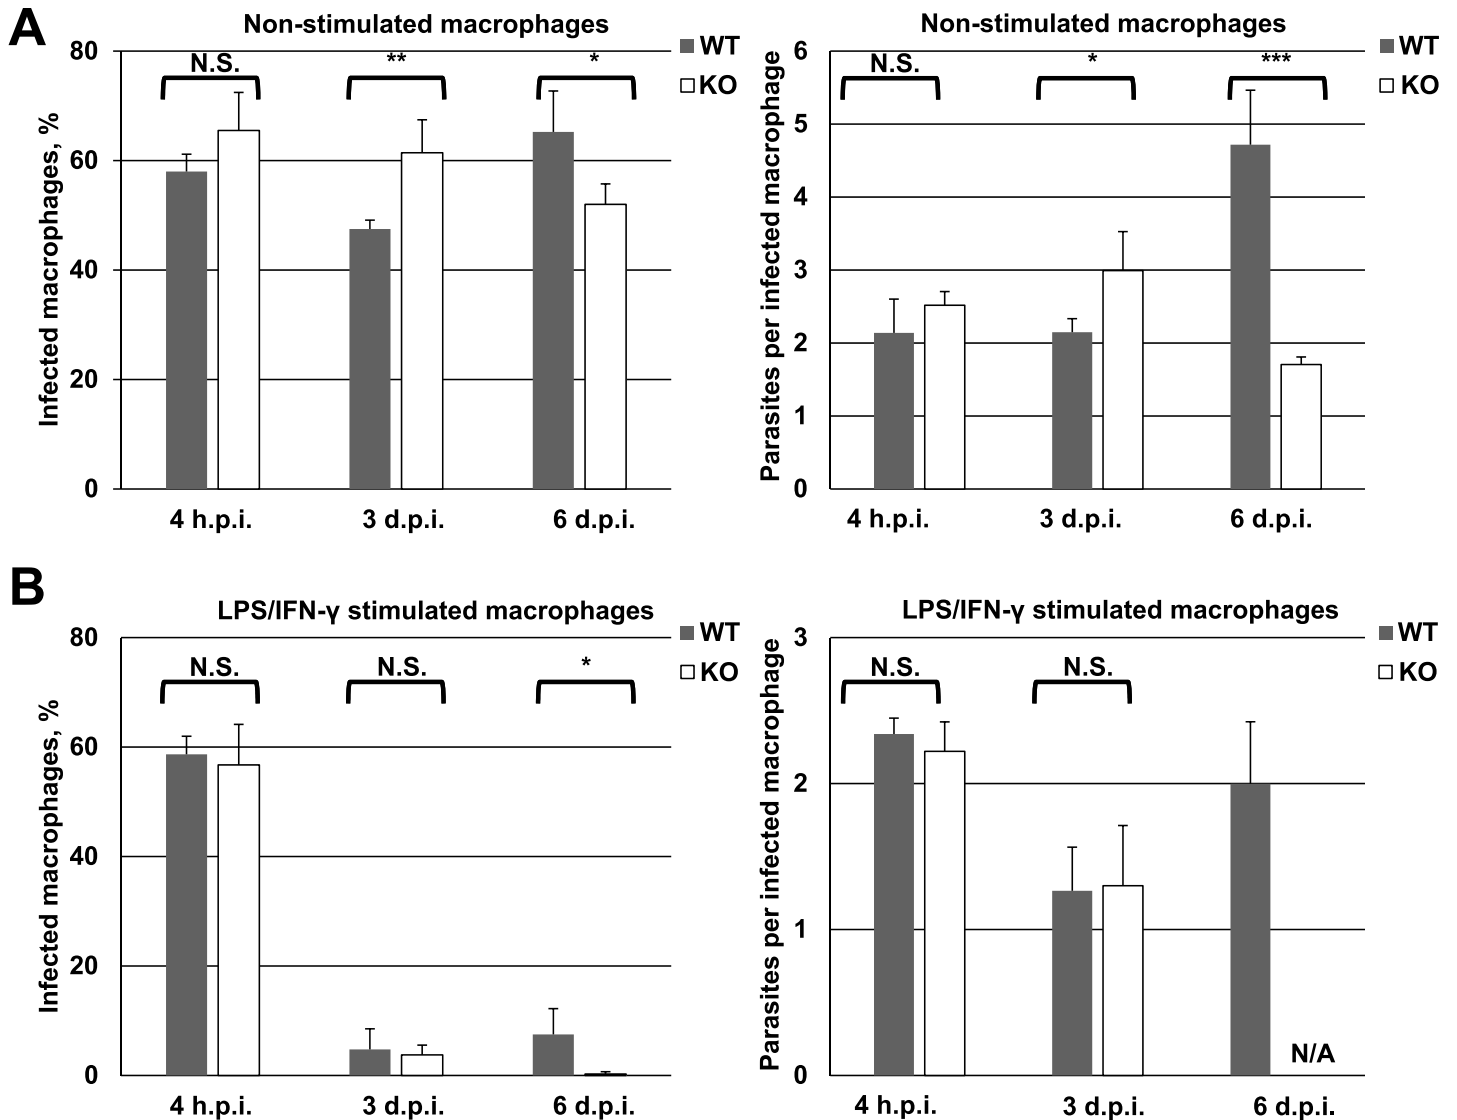 A
Non-stimulated macrophages
WT
KO
Infected macrophages, %
80
60
40
20
0
N.S.
**
*
4 h.p.i.
3 d.p.i.
6 d.p.i.
Non-stimulated macrophages
WT
KO
Parasites per infected macrophage
6
5
4
3
2
1
0
N.S.
*
***
4 h.p.i.
3 d.p.i.
6 d.p.i.
B
LPS/IFN-γ stimulated macrophages
WT
KO
Infected macrophages, %
80
60
40
20
0
N.S.
N.S.
*
4 h.p.i.
3 d.p.i.
6 d.p.i.
LPS/IFN-γ stimulated macrophages
WT
KO
Parasites per infected macrophage
3
2
1
0
N.S.
N.S.
N/A
4 h.p.i.
3 d.p.i.
6 d.p.i.